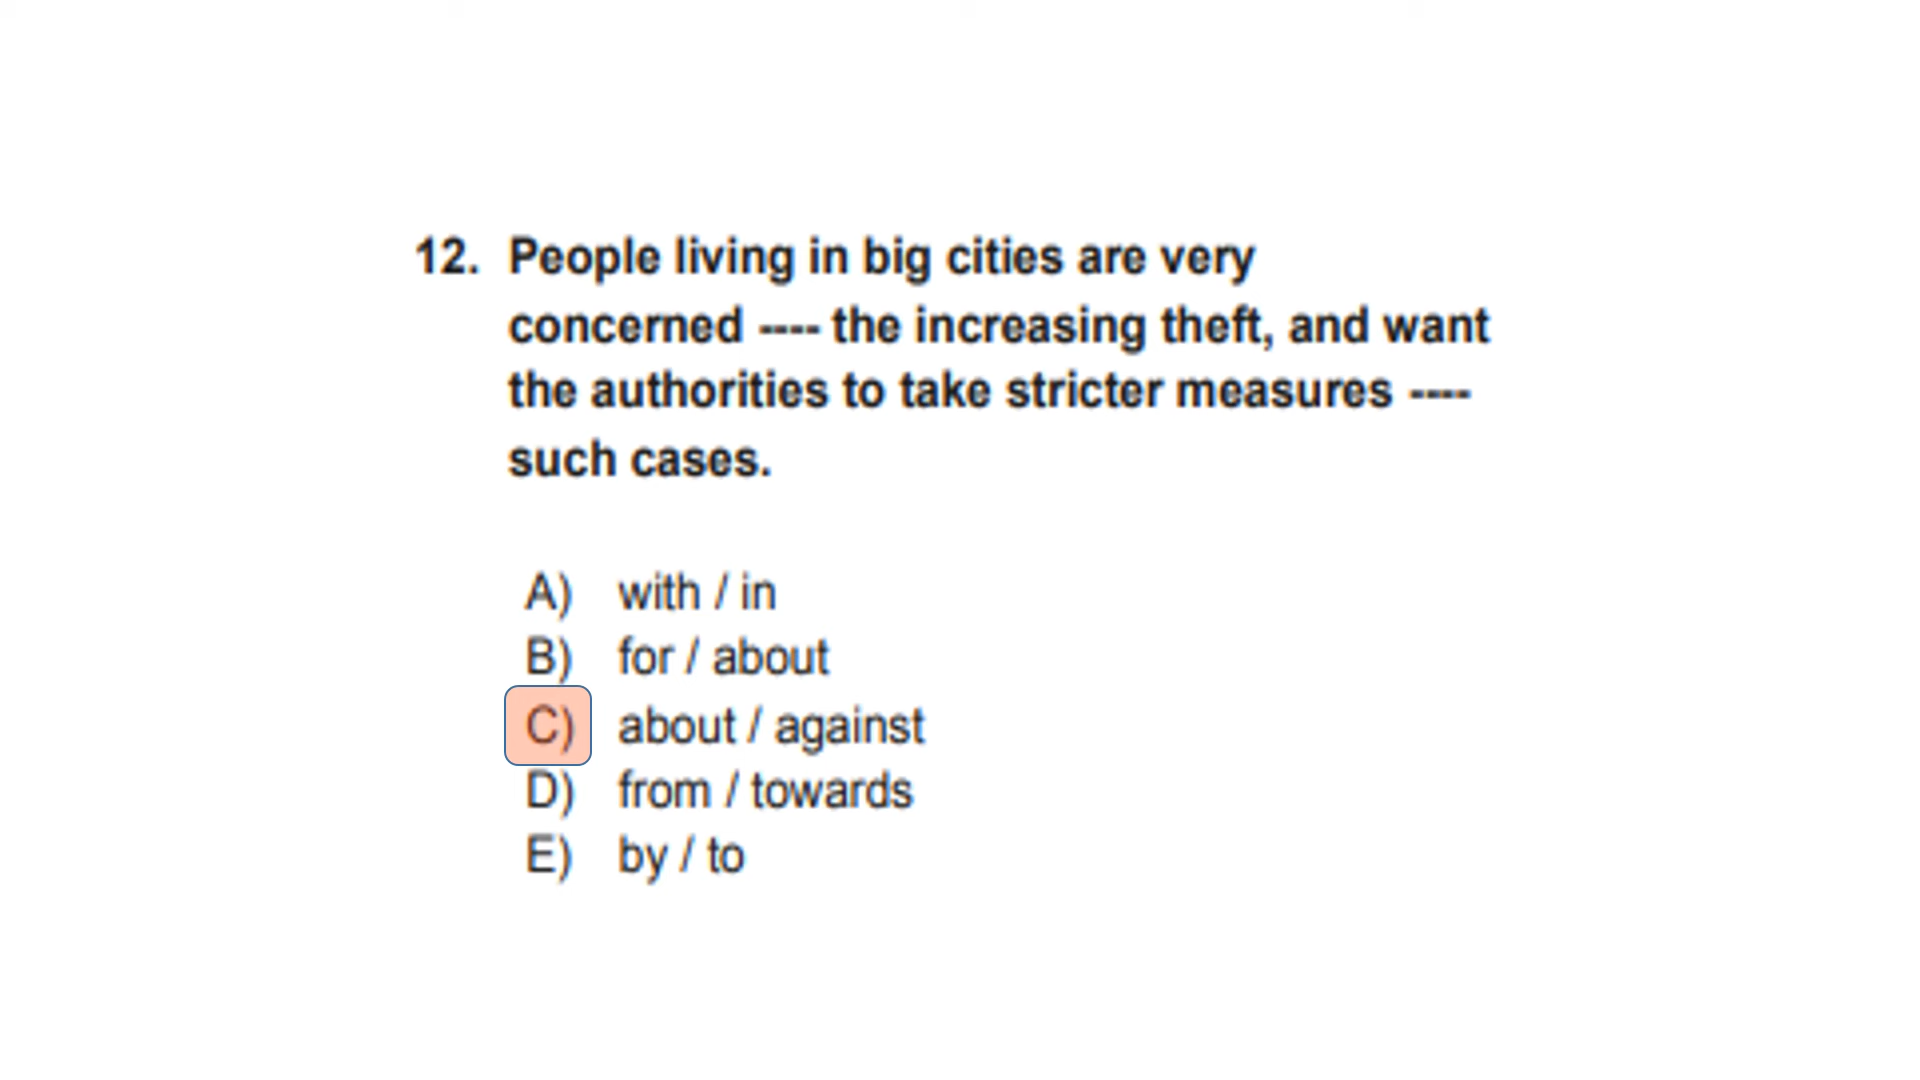 12. People living in big cities are very
concerned ---- the increasing theft, and want
the authorities to take stricter measures ----
such cases.
A) with / in
B) for / about
C) about / against
D) from / towards
E) by / to